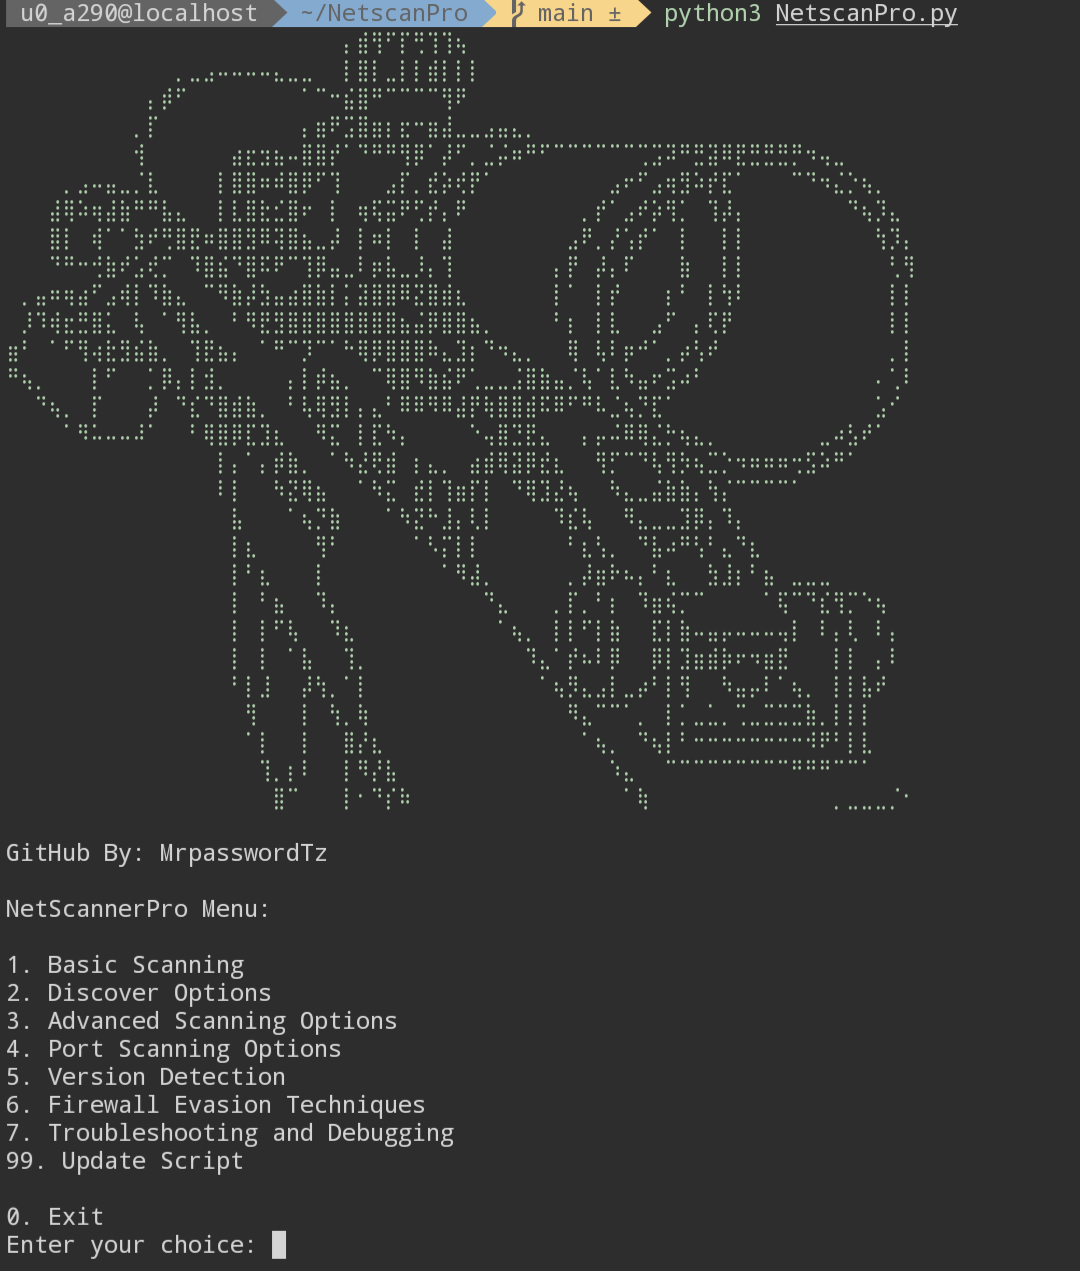 u0_a290@localhost ~/NetscanPro main ± python3 NetscanPro.py
GitHub By: MrpasswordTz
NetScannerPro Menu:
1. Basic Scanning
2. Discover Options
3. Advanced Scanning Options
4. Port Scanning Options
5. Version Detection
6. Firewall Evasion Techniques
7. Troubleshooting and Debugging
99. Update Script
0. Exit
Enter your choice: